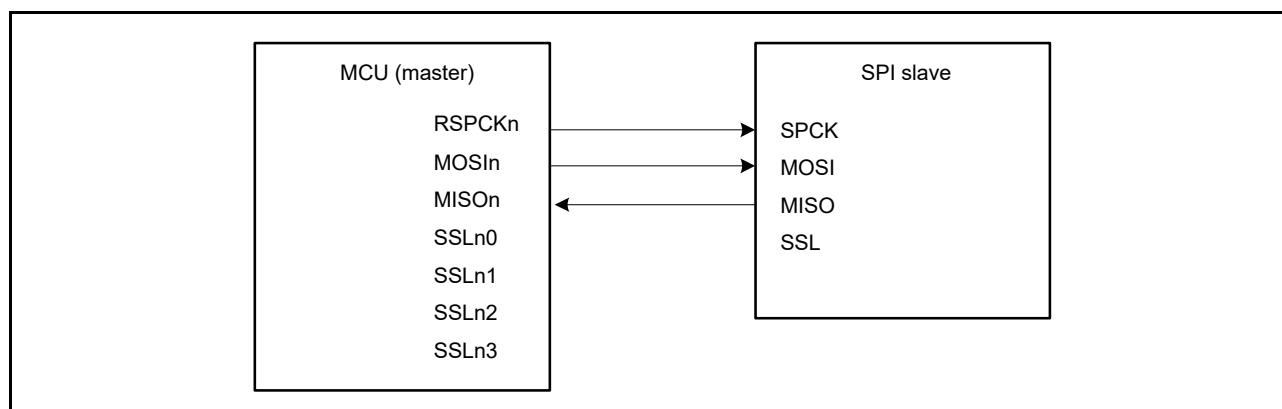 MCU (master)
RSPCKn
MOSIn
MISOn
SSLn0
SSLn1
SSLn2
SSLn3
SPI slave
SPCK
MOSI
MISO
SSL